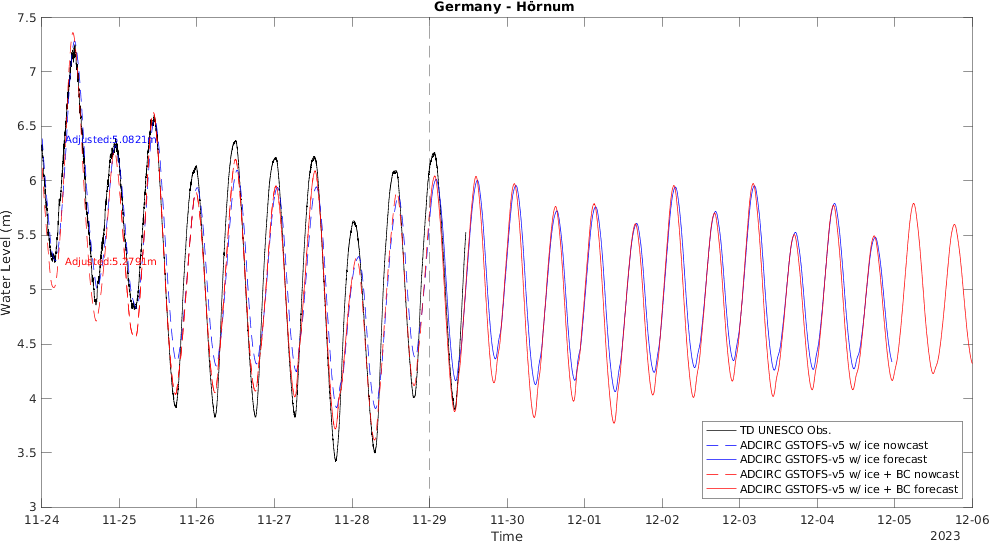 Germany - Hörnum
7.5
7
6.5
6
5.5
5
4.5
4
3.5
3
Water Level (m)
Adjusted:5.0821m
Adjusted:5.2791m
TD UNESCO Obs.
ADCIRC GSTOFS-v5 w/ ice nowcast
ADCIRC GSTOFS-v5 w/ ice forecast
ADCIRC GSTOFS-v5 w/ ice + BC nowcast
ADCIRC GSTOFS-v5 w/ ice + BC forecast
11-24 11-25 11-26 11-27 11-28 11-29 11-30 12-01 12-02 12-03 12-04 12-05 12-06
Time
2023